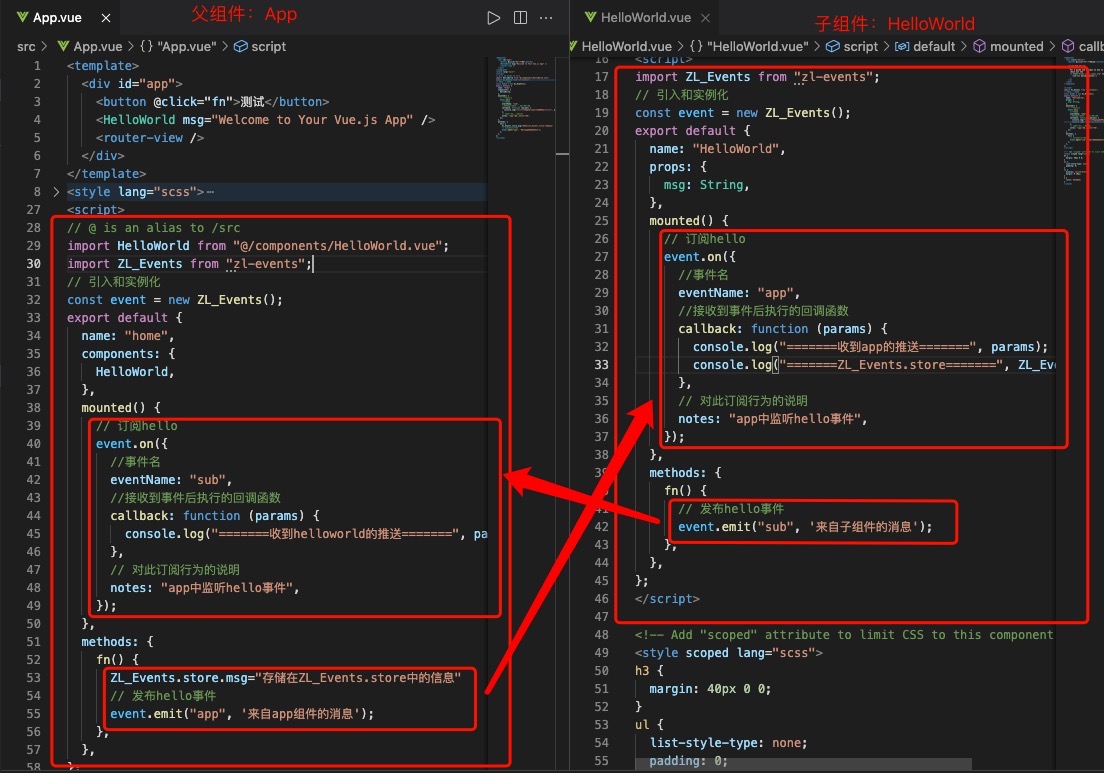 App.vue
父组件：App
src > App.vue > {} "App.vue" > script
1 <template>
2 <div id="app">
3 <button @click="fn">测试</button>
4 <HelloWorld msg="Welcome to Your Vue.js App" />
5 <router-view />
6 </div>
7 </template>
8 <style lang="scss">
27 <script>
28 // @ is an alias to /src
29 import HelloWorld from "@/components/HelloWorld.vue";
30 import ZL_Events from "zl-events";
31 // 引入和实例化
32 const event = new ZL_Events();
33 export default {
34 name: "home",
35 components: {
36 HelloWorld,
37 },
38 mounted() {
39 // 订阅hello
40 event.on({
41 //事件名
42 eventName: "sub",
43 //接收到事件后执行的回调函数
44 callback: function (params) {
45 console.log("=======收到helloworld的推送=======", pa
46 },
47 // 对此订阅行为的说明
48 notes: "app中监听hello事件",
49 });
50 },
51 methods: {
52 fn() {
53 ZL_Events.store.msg="存储在ZL_Events.store中的信息"
54 // 发布hello事件
55 event.emit("app", '来自app组件的消息');
56 },
57 },
58 };
HelloWorld.vue
子组件：HelloWorld
HelloWorld.vue > {} "HelloWorld.vue" > script > default > mounted > callb
16 <script>
17 import ZL_Events from "zl-events";
18 // 引入和实例化
19 const event = new ZL_Events();
20 export default {
21 name: "HelloWorld",
22 props: {
23 msg: String,
24 },
25 mounted() {
26 // 订阅hello
27 event.on({
28 //事件名
29 eventName: "app",
30 //接收到事件后执行的回调函数
31 callback: function (params) {
32 console.log("=======收到app的推送=======", params);
33 console.log("=======ZL_Events.store=======", ZL_Ev
34 },
35 // 对此订阅行为的说明
36 notes: "app中监听hello事件",
37 });
38 },
39 methods: {
fn() {
41 // 发布hello事件
42 event.emit("sub", '来自子组件的消息');
43 },
44 },
45 };
46 </script>
47
48 <!-- Add "scoped" attribute to limit CSS to this component
49 <style scoped lang="scss">
50 h3 {
51 margin: 40px 0 0;
52 }
53 ul {
54 list-style-type: none;
55 padding: 0;